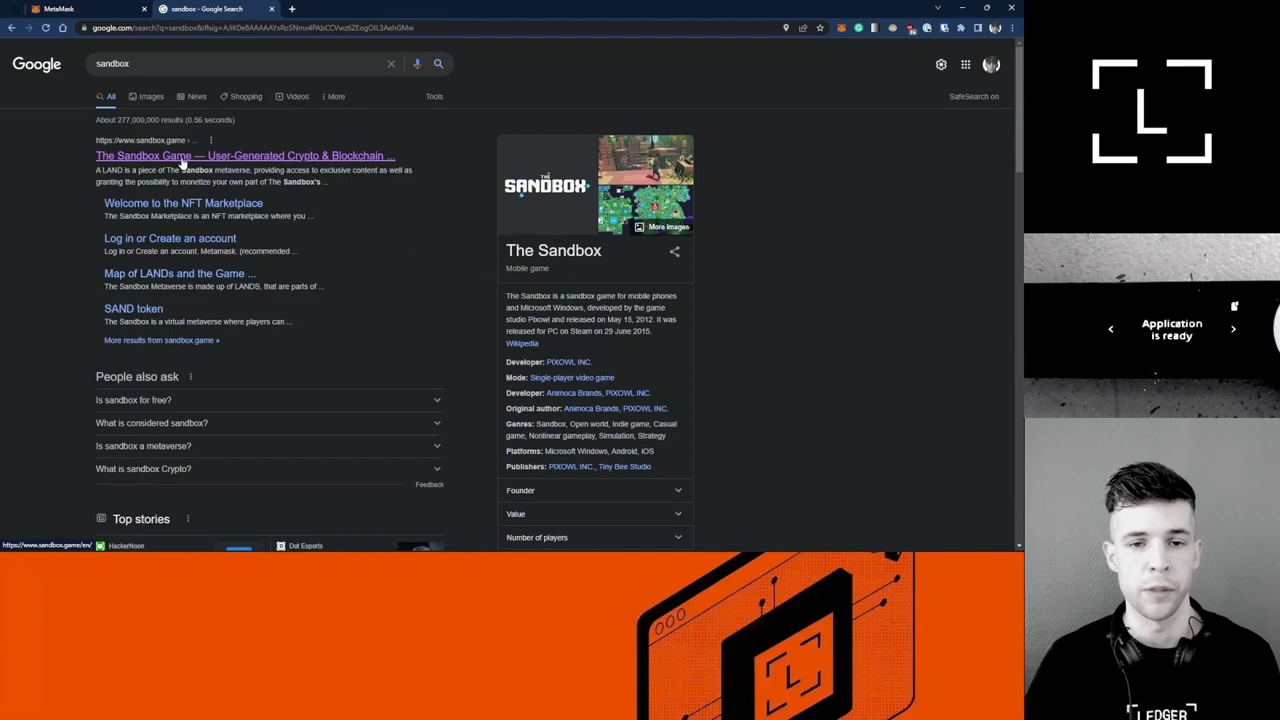 MetaMask
sandbox - Google Search
google.com/search?q=sandbox&iflsig=AJiK0e8AAAAAYxRoSNmx4PAbCCVwz6ZEogOIL3AehGMw
Google
sandbox
All
Images
News
Shopping
Videos
More
Tools
SafeSearch on
About 277,000,000 results (0.56 seconds)
https://www.sandbox.game › ...
The Sandbox Game — User-Generated Crypto & Blockchain ...
A LAND is a piece of The Sandbox metaverse, providing access to exclusive content as well as
granting the possibility to monetize your own part of The Sandbox's ...
Welcome to the NFT Marketplace
The Sandbox Marketplace is an NFT marketplace where you ...
Log in or Create an account
Log in or Create an account. Metamask. (recommended ...
Map of LANDs and the Game ...
The Sandbox Metaverse is made up of LANDS, that are parts of ...
SAND token
The Sandbox is a virtual metaverse where players can ...
More results from sandbox.game »
People also ask
Is sandbox for free?
What is considered sandbox?
Is sandbox a metaverse?
What is sandbox Crypto?
Feedback
Top stories
https://www.sandbox.game/en/
HackerNoon
Dot Esports
THE
SANDBOX
More images
The Sandbox
Mobile game
The Sandbox is a sandbox game for mobile phones
and Microsoft Windows, developed by the game
studio Pixowl and released on May 15, 2012. It was
released for PC on Steam on 29 June 2015.
Wikipedia
Developer: PIXOWL INC.
Mode: Single-player video game
Developer: Animoca Brands, PIXOWL INC.
Original author: Animoca Brands, PIXOWL INC.
Genres: Sandbox, Open world, Indie game, Casual
game, Nonlinear gameplay, Simulation, Strategy
Platforms: Microsoft Windows, Android, iOS
Publishers: PIXOWL INC., Tiny Bee Studio
Founder
Value
Number of players
L
Application
is ready
LEDGER
L